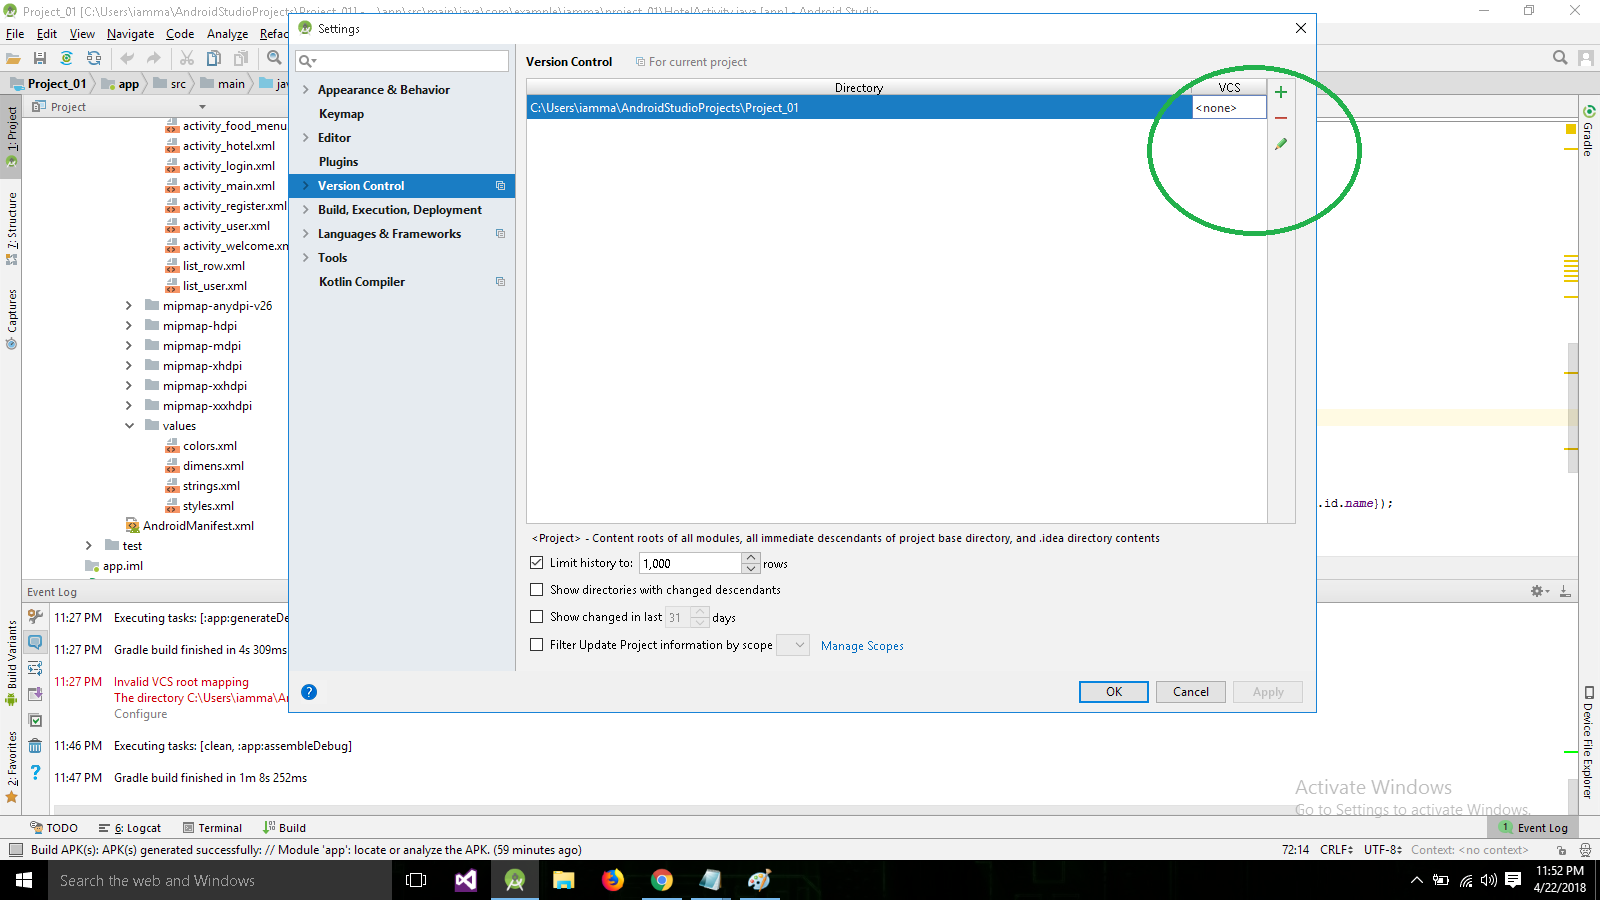 Project_01 [C:\Users\iamma\AndroidStudioProjects\Project_01] - ...\app\src\main\java\com\example\iamma\project_01\HotelActivity.java [app] - Android Studio
File Edit View Navigate Code Analyze Refac
Project_01 app src main jav
Project
1: Project
7: Structure
Captures
Build Variants
2: Favorites
activity_food_menu
activity_hotel.xml
activity_login.xml
activity_main.xml
activity_register.xml
activity_user.xml
activity_welcome.xm
list_row.xml
list_user.xml
mipmap-anydpi-v26
mipmap-hdpi
mipmap-mdpi
mipmap-xhdpi
mipmap-xxhdpi
mipmap-xxxhdpi
values
colors.xml
dimens.xml
strings.xml
styles.xml
AndroidManifest.xml
test
app.iml
Settings
Appearance & Behavior
Keymap
Editor
Plugins
Version Control
Build, Execution, Deployment
Languages & Frameworks
Tools
Kotlin Compiler
Version Control For current project
Directory VCS
C:\Users\iamma\AndroidStudioProjects\Project_01 <none>
<Project> - Content roots of all modules, all immediate descendants of project base directory, and .idea directory contents
Limit history to: 1,000 rows
Show directories with changed descendants
Show changed in last 31 days
Filter Update Project information by scope Manage Scopes
OK Cancel Apply
.id.name});
Gradle
Device File Explorer
Event Log
11:27 PM Executing tasks: [:app:generateDe
11:27 PM Gradle build finished in 4s 309ms
11:27 PM Invalid VCS root mapping
The directory C:\Users\iamma\A
Configure
11:46 PM Executing tasks: [clean, :app:assembleDebug]
11:47 PM Gradle build finished in 1m 8s 252ms
Activate Windows
Go to Settings to activate Windows.
TODO 6: Logcat Terminal Build 1 Event Log
Build APK(s): APK(s) generated successfully: // Module 'app': locate or analyze the APK. (59 minutes ago) 72:14 CRLF UTF-8 Context: <no context>
Search the web and Windows
11:52 PM
4/22/2018